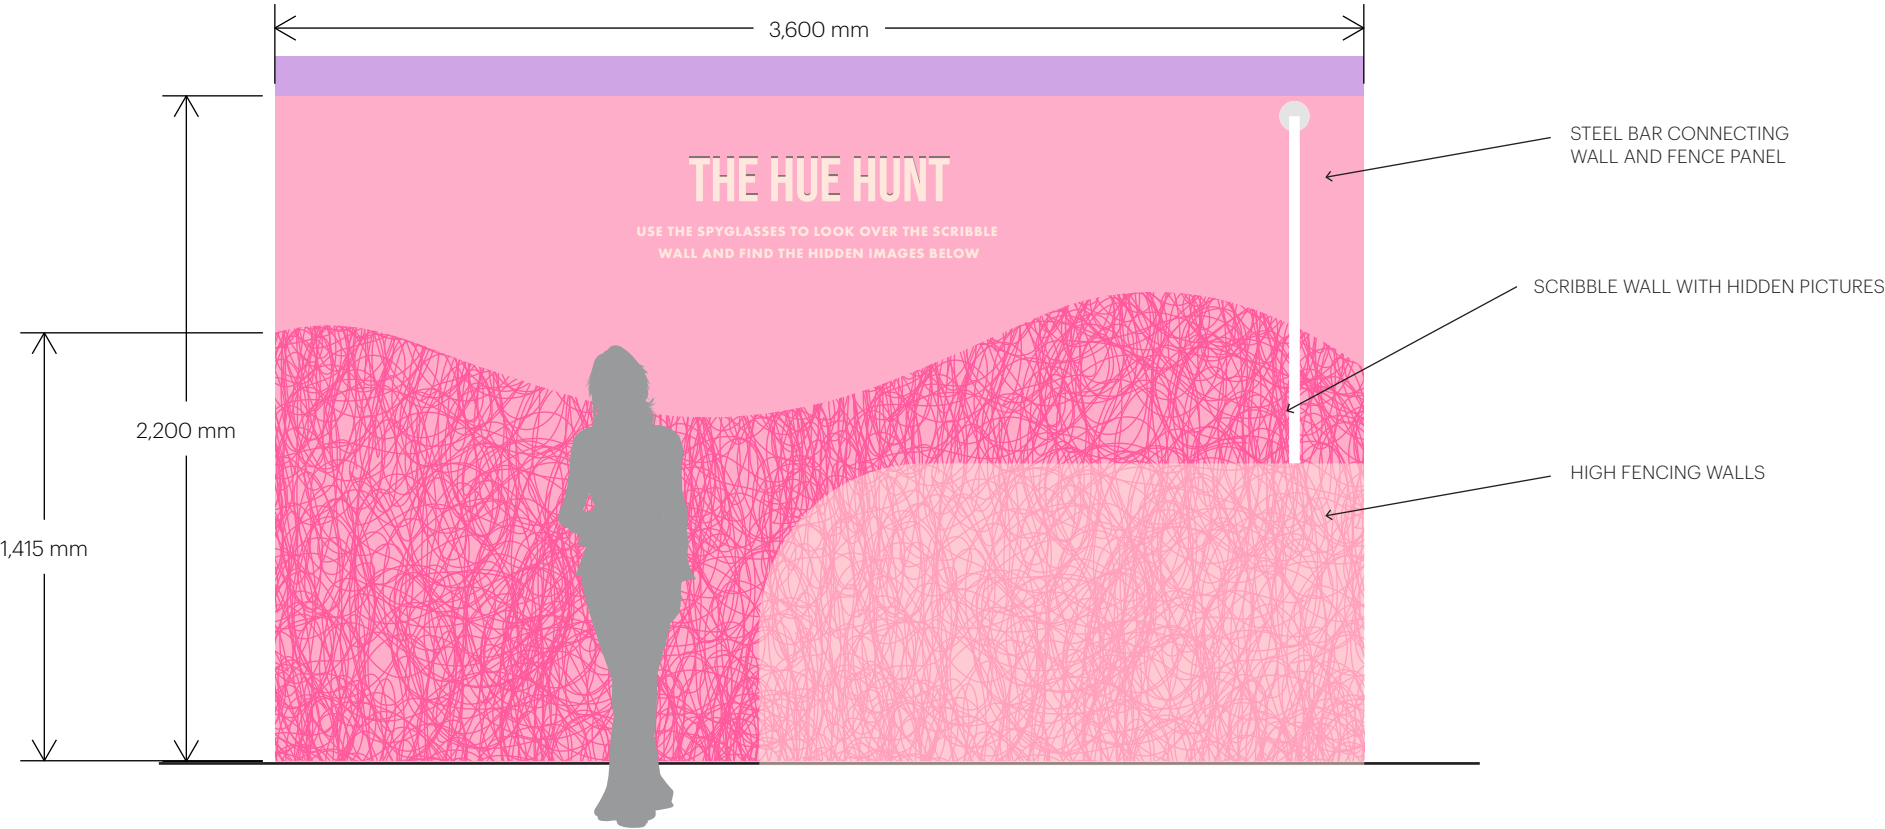 3,600 mm
STEEL BAR CONNECTING
WALL AND FENCE PANEL
THE HUE HUNT
USE THE SPYGLASSES TO LOOK OVER THE SCRIBBLE
WALL AND FIND THE HIDDEN IMAGES BELOW
SCRIBBLE WALL WITH HIDDEN PICTURES
2,200 mm
HIGH FENCING WALLS
1,415 mm